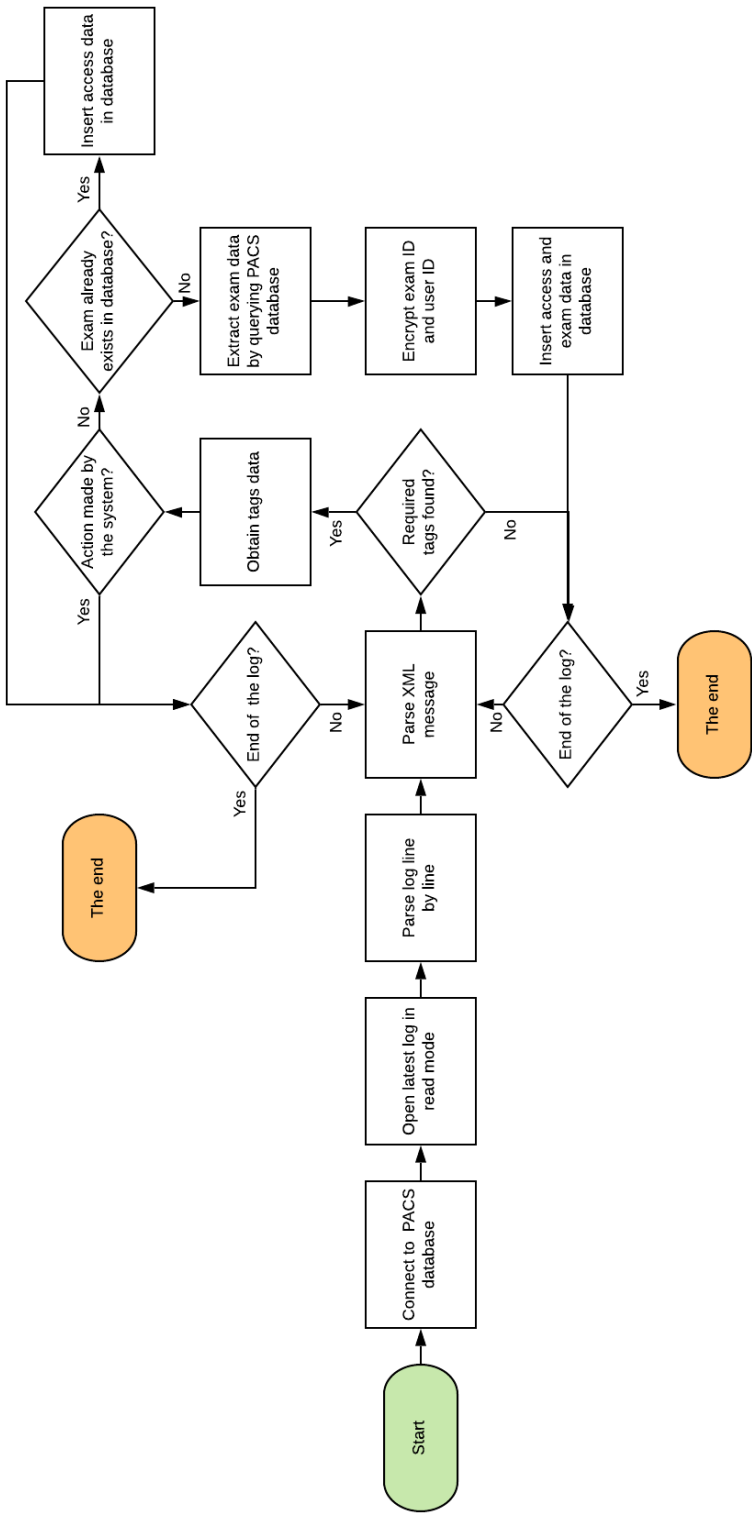 Start
Connect to PACS
database
Open latest log in
read mode
Parse log line
by line
Parse XML
message
Required
tags found?
Yes
No
Obtain tags data
Action made by
the system?
Yes
No
Exam already
exists in database?
Yes
No
Insert access data
in database
Extract exam data
by querying PACS
database
Encrypt exam ID
and user ID
Insert access and
exam data in
database
End of the log?
Yes
No
The end
End of the log?
No
Yes
The end